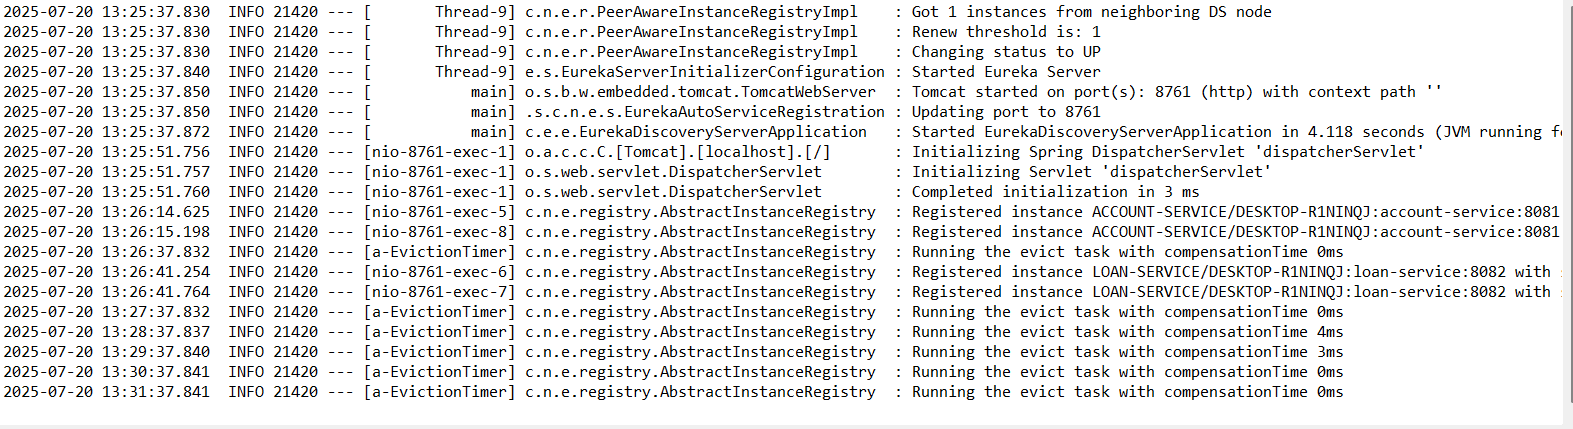 2025-07-20 13:25:37.830  INFO 21420 --- [       Thread-9] c.n.e.r.PeerAwareInstanceRegistryImpl    : Got 1 instances from neighboring DS node
2025-07-20 13:25:37.830  INFO 21420 --- [       Thread-9] c.n.e.r.PeerAwareInstanceRegistryImpl    : Renew threshold is: 1
2025-07-20 13:25:37.830  INFO 21420 --- [       Thread-9] c.n.e.r.PeerAwareInstanceRegistryImpl    : Changing status to UP
2025-07-20 13:25:37.840  INFO 21420 --- [       Thread-9] e.s.EurekaServerInitializerConfiguration : Started Eureka Server
2025-07-20 13:25:37.850  INFO 21420 --- [           main] o.s.b.w.embedded.tomcat.TomcatWebServer  : Tomcat started on port(s): 8761 (http) with context path ''
2025-07-20 13:25:37.850  INFO 21420 --- [           main] .s.c.n.e.s.EurekaAutoServiceRegistration : Updating port to 8761
2025-07-20 13:25:37.872  INFO 21420 --- [           main] c.e.e.EurekaDiscoveryServerApplication   : Started EurekaDiscoveryServerApplication in 4.118 seconds (JVM running
2025-07-20 13:25:51.756  INFO 21420 --- [nio-8761-exec-1] o.a.c.c.C.[Tomcat].[localhost].[/]       : Initializing Spring DispatcherServlet 'dispatcherServlet'
2025-07-20 13:25:51.757  INFO 21420 --- [nio-8761-exec-1] o.s.web.servlet.DispatcherServlet        : Initializing Servlet 'dispatcherServlet'
2025-07-20 13:25:51.760  INFO 21420 --- [nio-8761-exec-1] o.s.web.servlet.DispatcherServlet        : Completed initialization in 3 ms
2025-07-20 13:26:14.625  INFO 21420 --- [nio-8761-exec-5] c.n.e.registry.AbstractInstanceRegistry  : Registered instance ACCOUNT-SERVICE/DESKTOP-R1NINQJ:account-service:8081
2025-07-20 13:26:15.198  INFO 21420 --- [nio-8761-exec-8] c.n.e.registry.AbstractInstanceRegistry  : Registered instance ACCOUNT-SERVICE/DESKTOP-R1NINQJ:account-service:8081
2025-07-20 13:26:37.832  INFO 21420 --- [a-EvictionTimer] c.n.e.registry.AbstractInstanceRegistry  : Running the evict task with compensationTime 0ms
2025-07-20 13:26:41.254  INFO 21420 --- [nio-8761-exec-6] c.n.e.registry.AbstractInstanceRegistry  : Registered instance LOAN-SERVICE/DESKTOP-R1NINQJ:loan-service:8082 with
2025-07-20 13:26:41.764  INFO 21420 --- [nio-8761-exec-7] c.n.e.registry.AbstractInstanceRegistry  : Registered instance LOAN-SERVICE/DESKTOP-R1NINQJ:loan-service:8082 with
2025-07-20 13:27:37.832  INFO 21420 --- [a-EvictionTimer] c.n.e.registry.AbstractInstanceRegistry  : Running the evict task with compensationTime 0ms
2025-07-20 13:28:37.837  INFO 21420 --- [a-EvictionTimer] c.n.e.registry.AbstractInstanceRegistry  : Running the evict task with compensationTime 4ms
2025-07-20 13:29:37.840  INFO 21420 --- [a-EvictionTimer] c.n.e.registry.AbstractInstanceRegistry  : Running the evict task with compensationTime 3ms
2025-07-20 13:30:37.841  INFO 21420 --- [a-EvictionTimer] c.n.e.registry.AbstractInstanceRegistry  : Running the evict task with compensationTime 0ms
2025-07-20 13:31:37.841  INFO 21420 --- [a-EvictionTimer] c.n.e.registry.AbstractInstanceRegistry  : Running the evict task with compensationTime 0ms